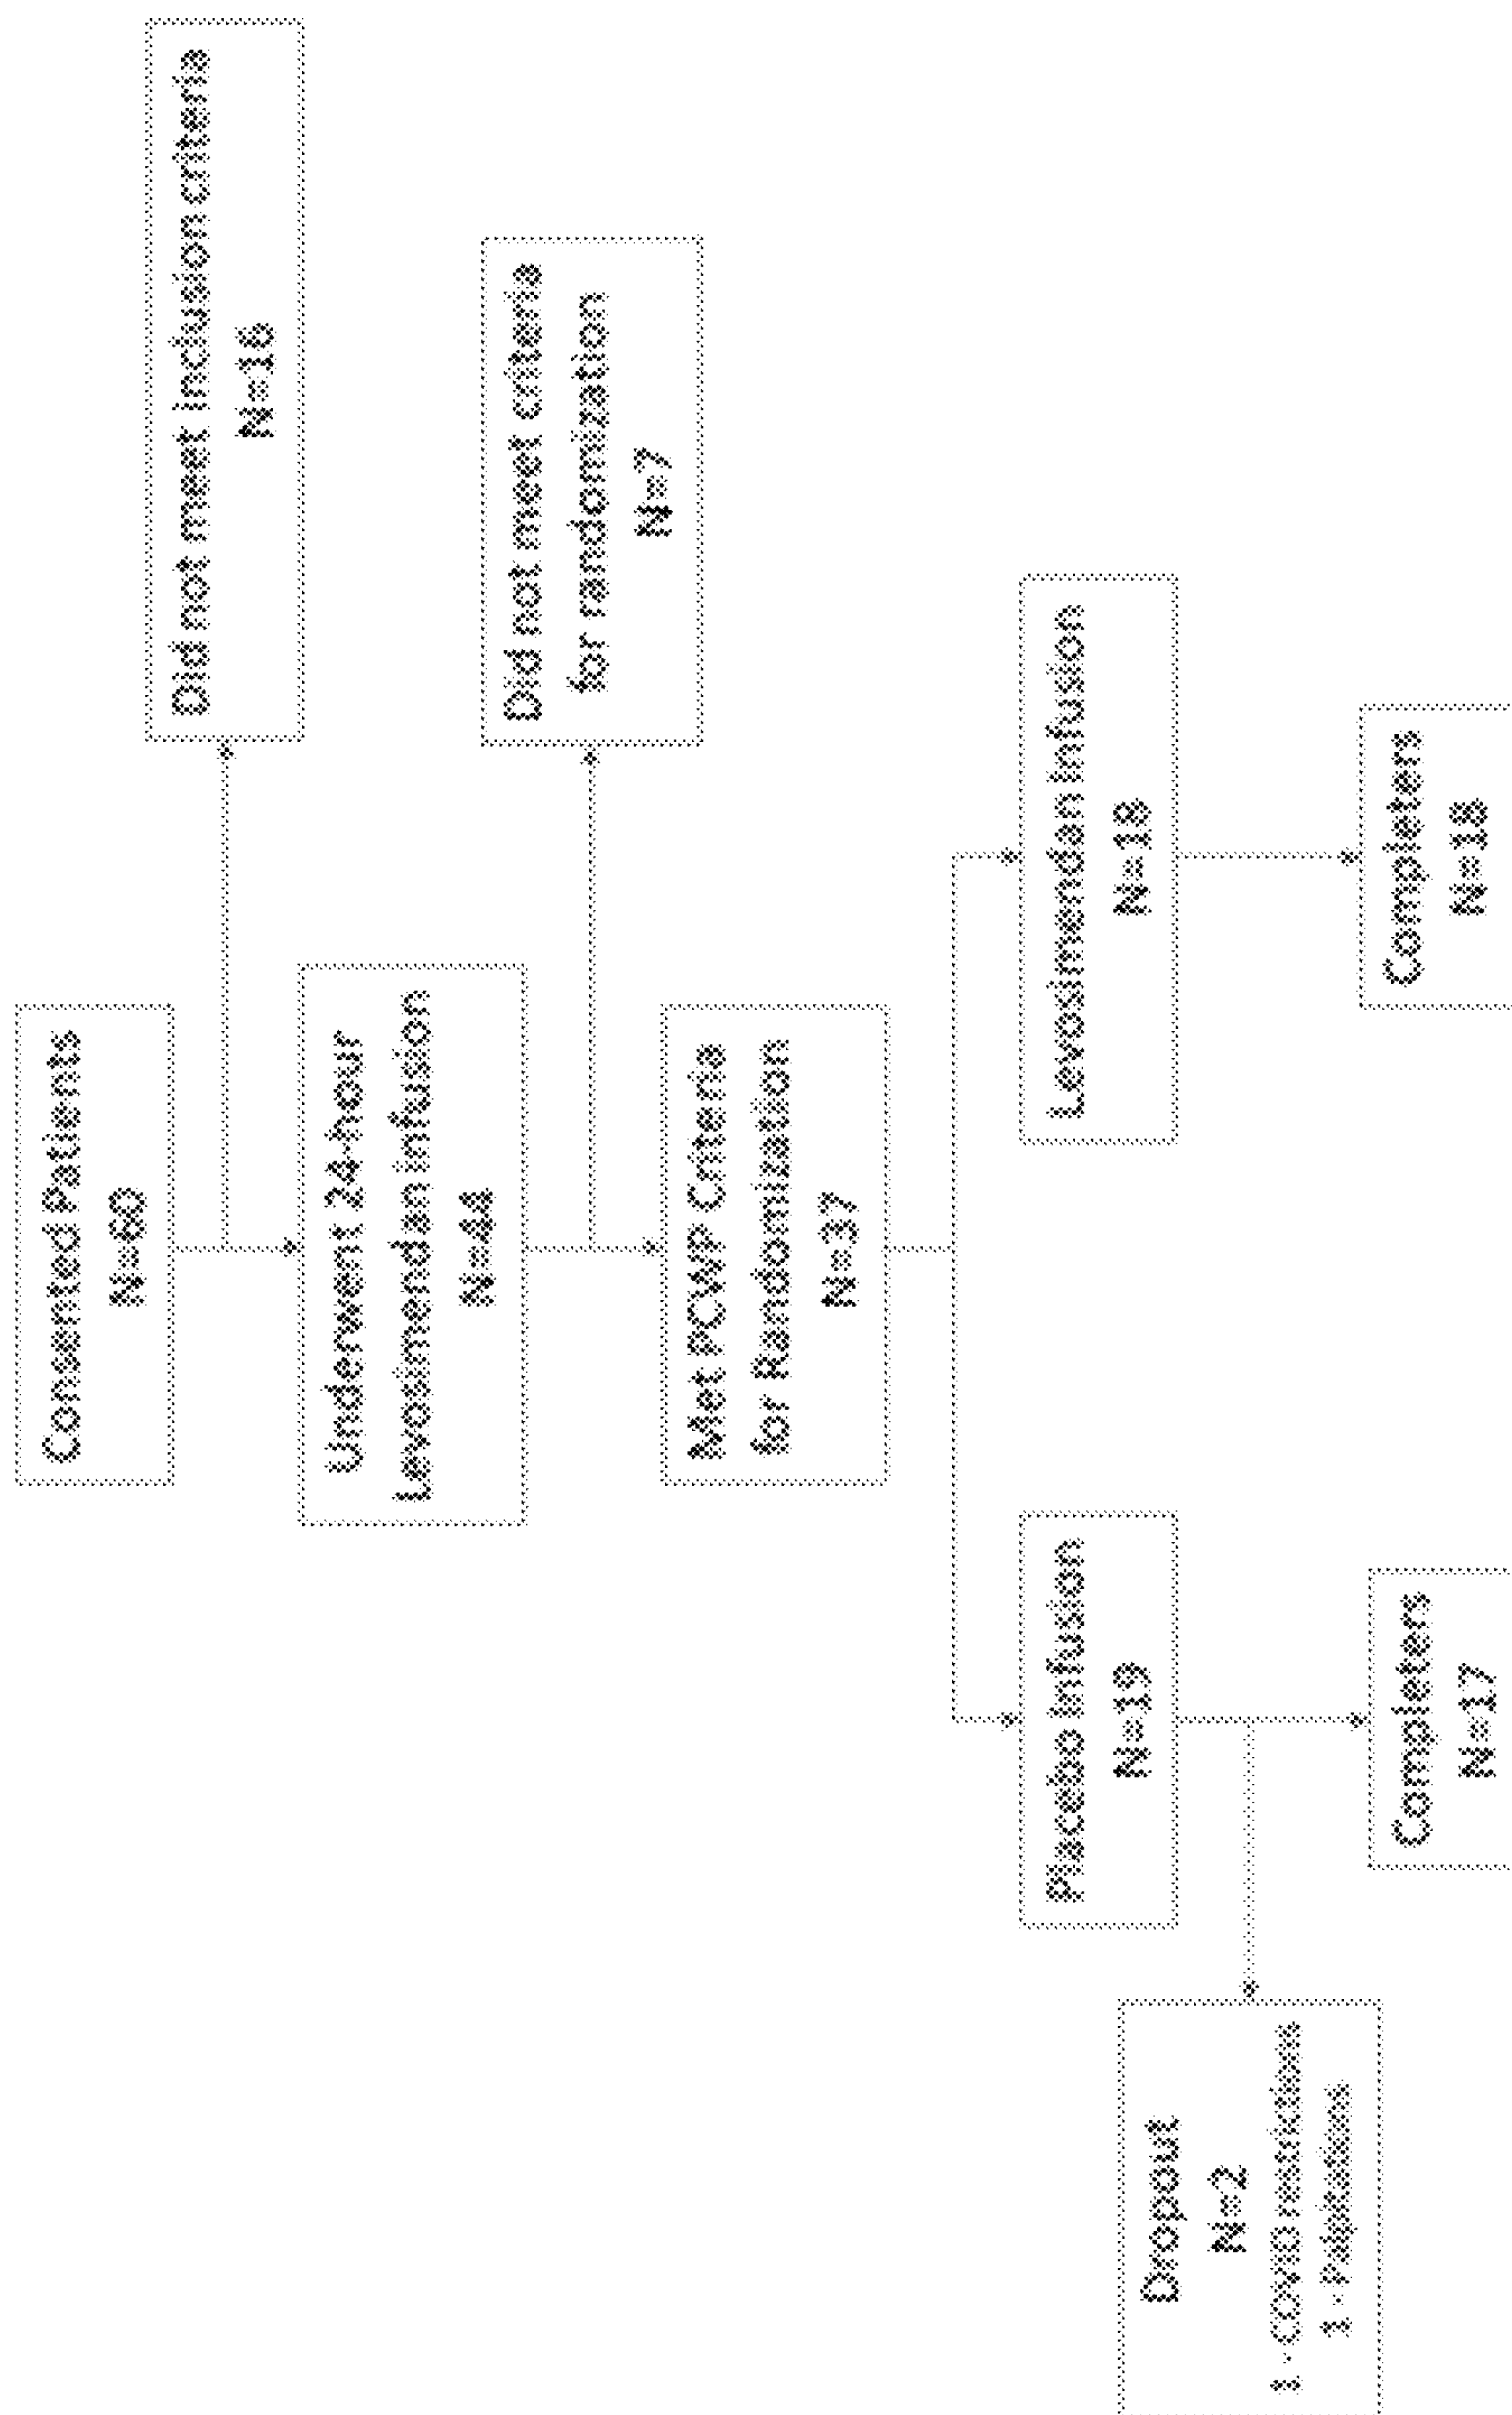 Consented Patients
N=60
Did not meet inclusion criteria
N=16
Underwent 24-hour
Levosimendan infusion
N=44
Did not meet criteria
for randomization
N=7
Met PCWP Criteria
for Randomization
N=37
Placebo Infusion
N=19
Levosimendan Infusion
N=18
Dropout
N=2
1 - COVID restrictions
1 - Palpitations
Completers
N=17
Completers
N=18